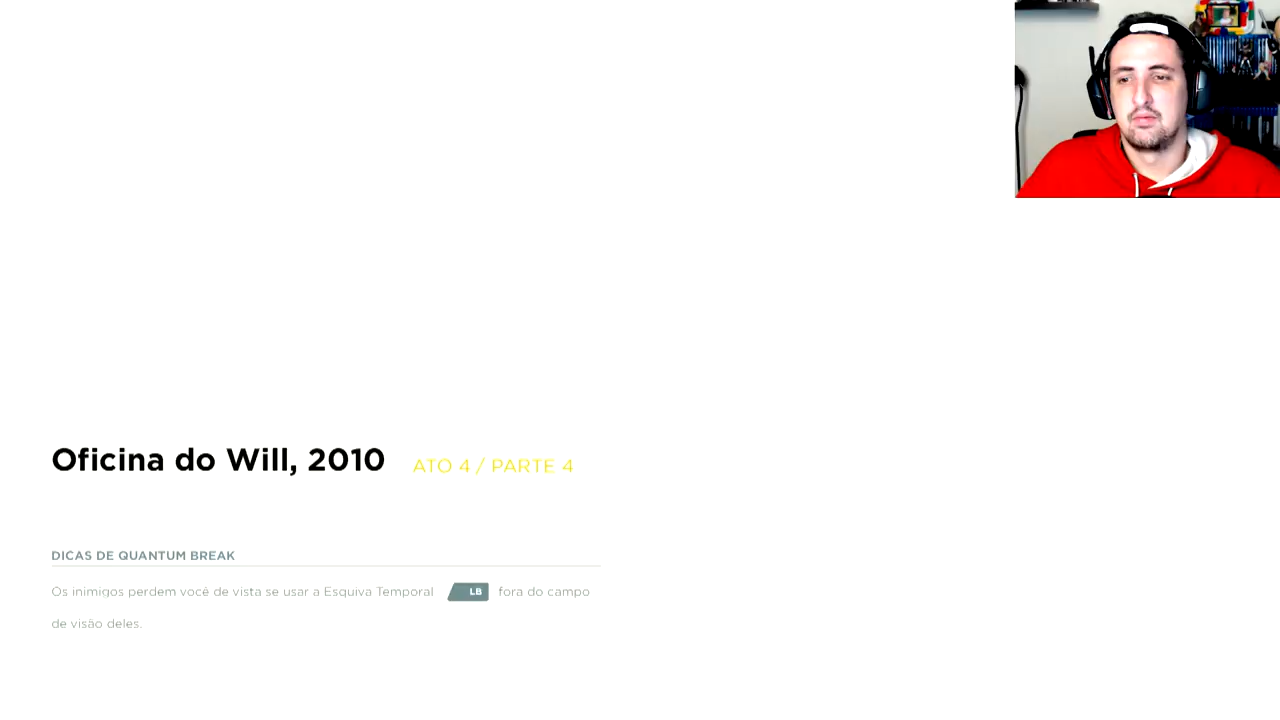 Oficina do Will, 2010 ATO 4 / PARTE 4
DICAS DE QUANTUM BREAK
Os inimigos perdem você de vista se usar a Esquiva Temporal LB fora do campo
de visão deles.